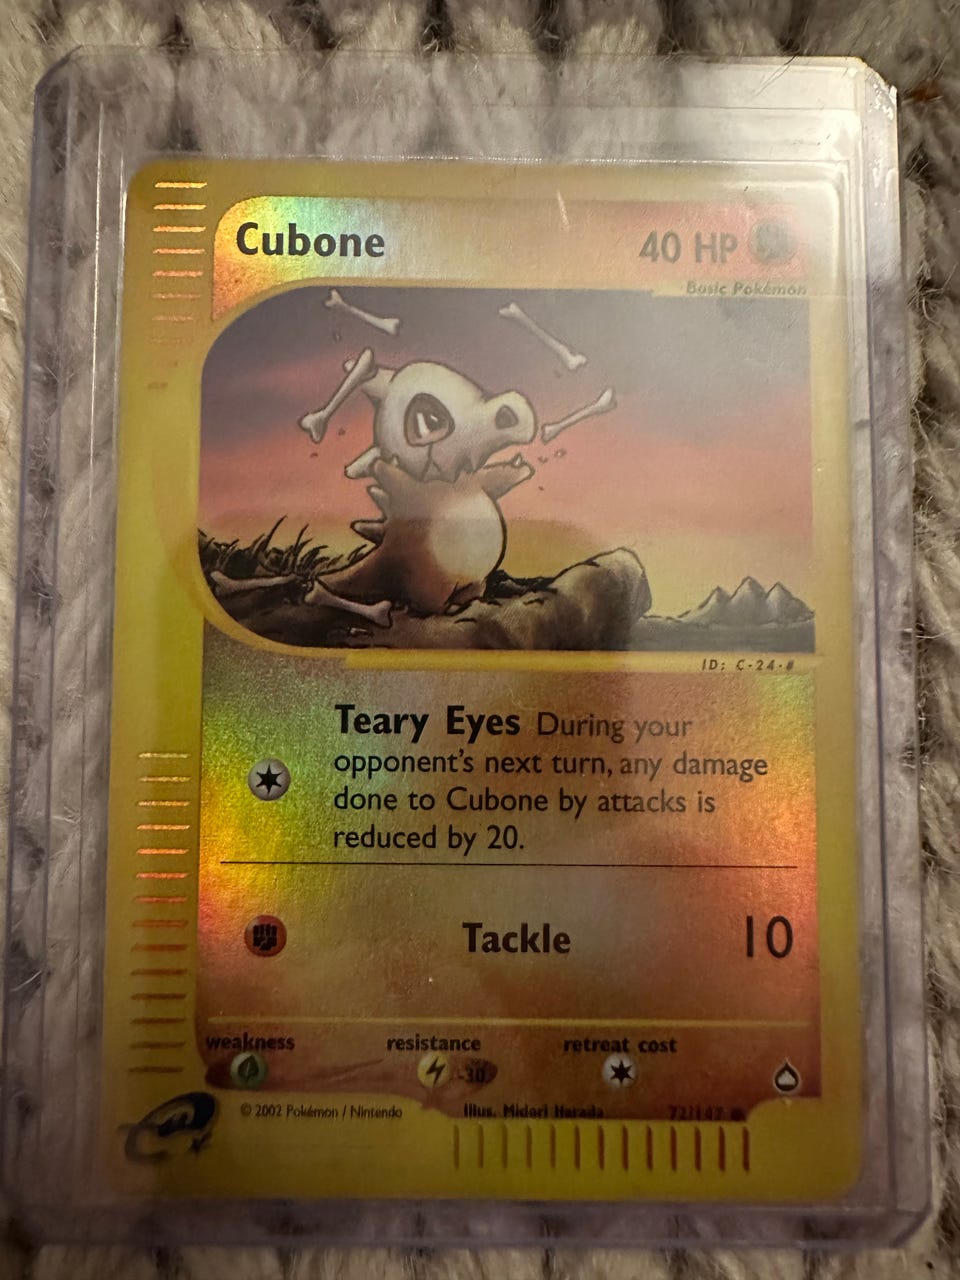 Cubone
40 HP
Basic Pokémon
ID: C-24-#
Teary Eyes During your
opponent's next turn, any damage
done to Cubone by attacks is
reduced by 20.
Tackle 10
weakness resistance retreat cost
-30
© 2002 Pokémon / Nintendo Illus. Midori Harada 72/147
e